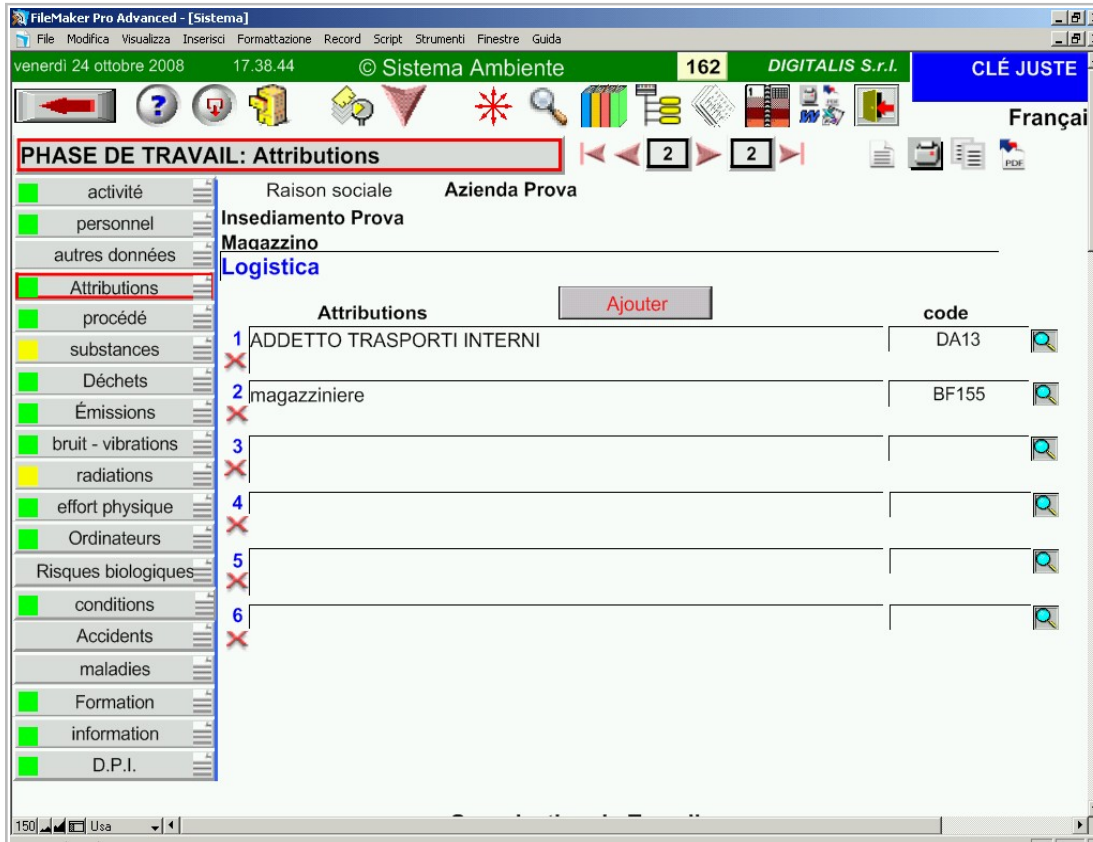 FileMaker Pro Advanced - [Sistema]
File Modifica Visualizza Inserisci Formattazione Record Script Strumenti Finestre Guida
venerdì 24 ottobre 2008 17.38.44 © Sistema Ambiente 162 DIGITALIS S.r.l. CLÉ JUSTE
Françai
PHASE DE TRAVAIL: Attributions 2 2 PDF
activité Raison sociale Azienda Prova
personnel Insediamento Prova
Magazzino
autres données
Logistica
Attributions
Attributions Ajouter code
procédé
1 ADDETTO TRASPORTI INTERNI DA13
substances
Déchets
2 magazziniere BF155
Émissions
bruit - vibrations
3
radiations
effort physique
4
Ordinateurs
5
Risques biologiques
conditions
6
Accidents
maladies
Formation
information
D.P.I.
150 Usa